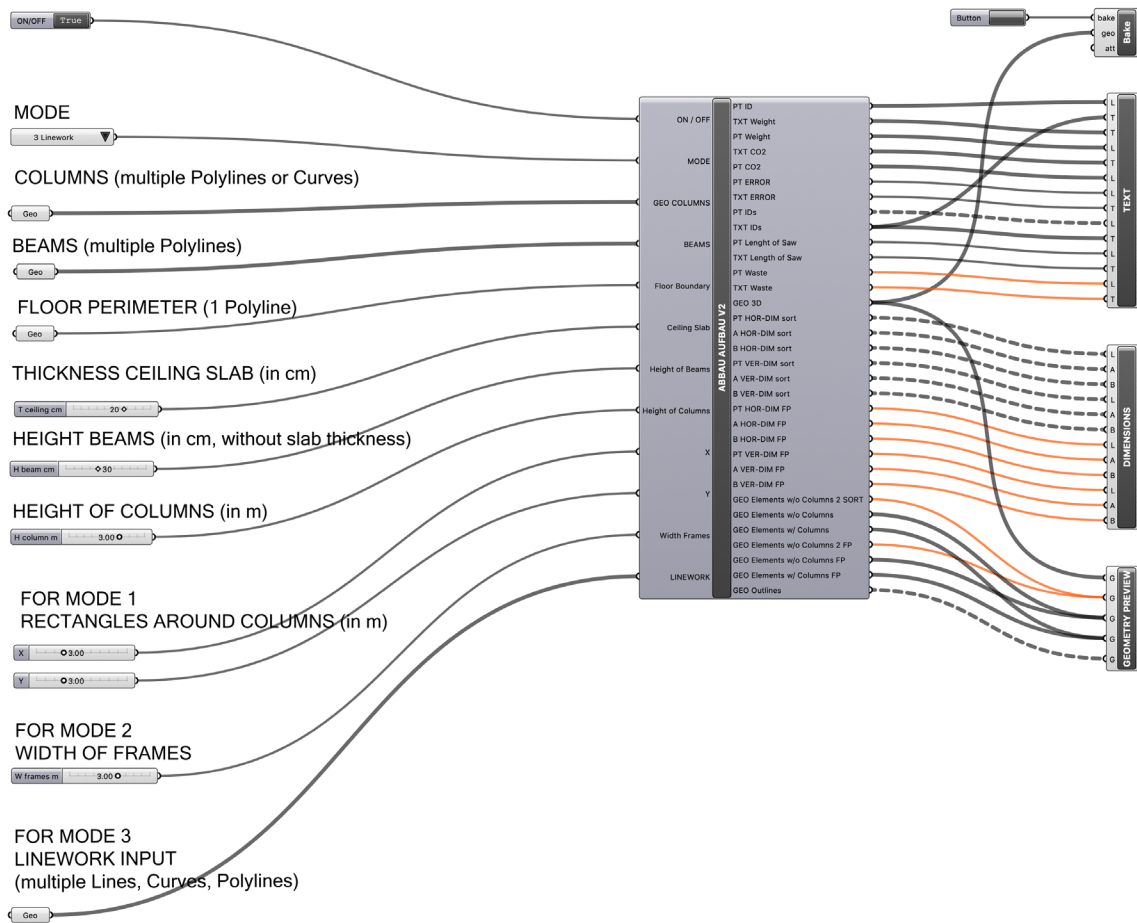 ON/OFF True
MODE
3 Linework
COLUMNS (multiple Polylines or Curves)
Geo
BEAMS (multiple Polylines)
Geo
FLOOR PERIMETER (1 Polyline)
Geo
THICKNESS CEILING SLAB (in cm)
T ceiling cm 20
HEIGHT BEAMS (in cm, without slab thickness)
H beam cm 30
HEIGHT OF COLUMNS (in m)
H column m 3.00
FOR MODE 1
RECTANGLES AROUND COLUMNS (in m)
X 3.00
Y 3.00
FOR MODE 2
WIDTH OF FRAMES
W frames m 3.00
FOR MODE 3
LINEWORK INPUT
(multiple Lines, Curves, Polylines)
Geo
ON / OFF
MODE
GEO COLUMNS
BEAMS
Floor Boundary
Ceiling Slab
Height of Beams
Height of Columns
X
Y
Width Frames
LINEWORK
ABBAU AUFBAU V2
PT ID
TXT Weight
PT Weight
TXT CO2
PT CO2
PT ERROR
TXT ERROR
PT IDs
TXT IDs
PT Lenght of Saw
TXT Length of Saw
PT Waste
TXT Waste
GEO 3D
PT HOR-DIM sort
A HOR-DIM sort
B HOR-DIM sort
PT VER-DIM sort
A VER-DIM sort
B VER-DIM sort
PT HOR-DIM FP
A HOR-DIM FP
B HOR-DIM FP
PT VER-DIM FP
A VER-DIM FP
B VER-DIM FP
GEO Elements w/o Columns 2 SORT
GEO Elements w/o Columns
GEO Elements w/ Columns
GEO Elements w/o Columns 2 FP
GEO Elements w/o Columns FP
GEO Elements w/ Columns FP
GEO Outlines
Button
bake
geo
att
Bake
L
T
T
L
T
L
L
T
L
T
L
T
L
T
TEXT
L
A
B
L
A
B
L
A
B
L
A
B
DIMENSIONS
G
G
G
G
G
GEOMETRY PREVIEW